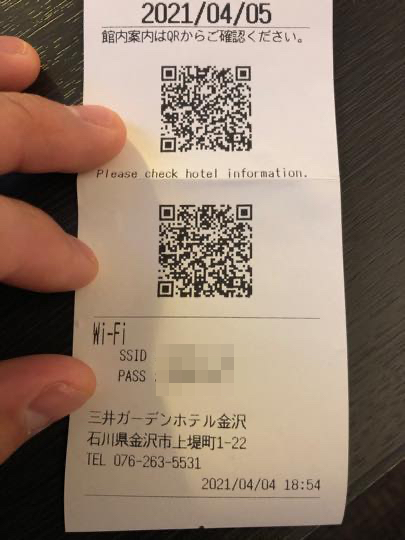 2021/04/05
館内案内はQRからご確認ください。
Please check hotel information.
Wi-Fi
SSID
PASS :
三井ガーデンホテル金沢
石川県金沢市上堤町1-22
TEL 076-263-5531
2021/04/04 18:54